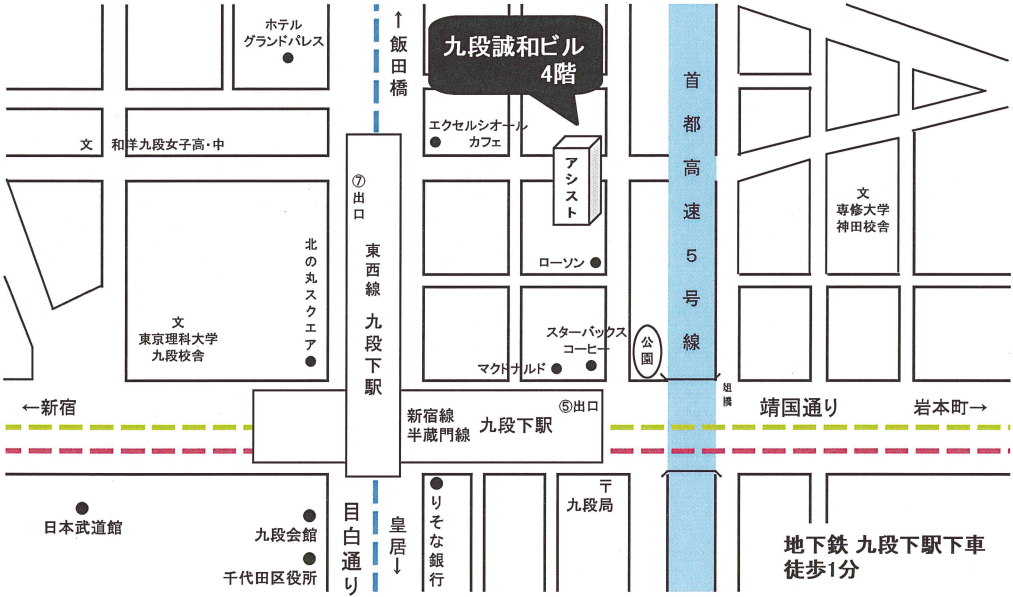 ホテル
グランドパレス
↑
飯田橋
九段誠和ビル
4階
首都高速5号線
エクセルシオール
カフェ
文 和洋九段女子高・中
アシスト
⑦出口
文
専修大学
神田校舎
東西線 九段下駅
北の丸スクエア
ローソン
文
東京理科大学
九段校舎
スターバックス
コーヒー
公園
マクドナルド
俎橋
←新宿
新宿線
半蔵門線
九段下駅
⑤出口
靖国通り
岩本町→
日本武道館
九段会館
千代田区役所
目白通り
皇居
↓
りそな銀行
〒
九段局
地下鉄 九段下駅下車
徒歩1分